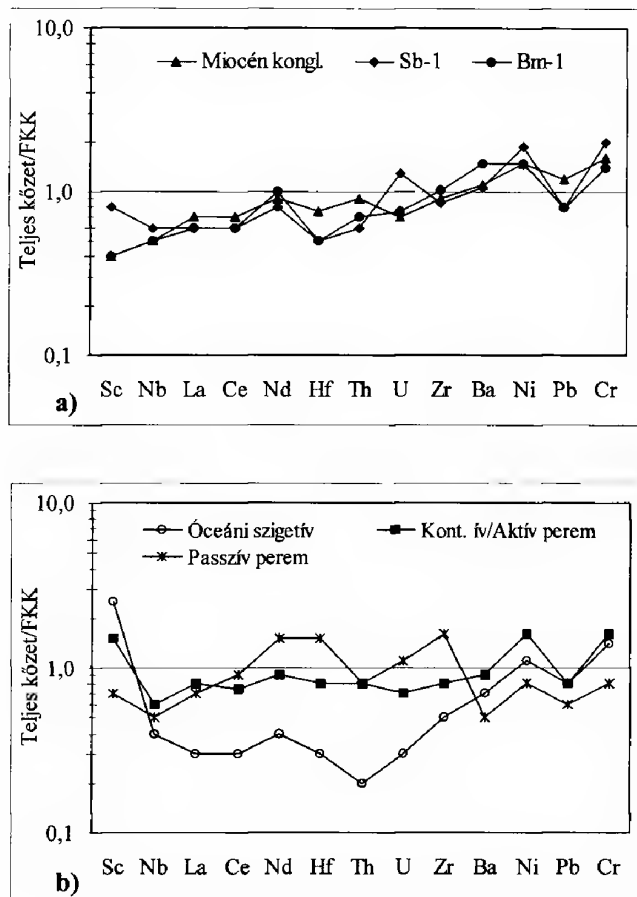 10,0
Miocén kongl. Sb-1 Bm-1
Teljes kőzet/FKK
1,0
0,1
a)
Sc Nb La Ce Nd Hf Th U Zr Ba Ni Pb Cr
10,0
Óceáni szigetív Kont. ív/Aktív perem
Passzív perem
Teljes kőzet/FKK
1,0
0,1
b)
Sc Nb La Ce Nd Hf Th U Zr Ba Ni Pb Cr